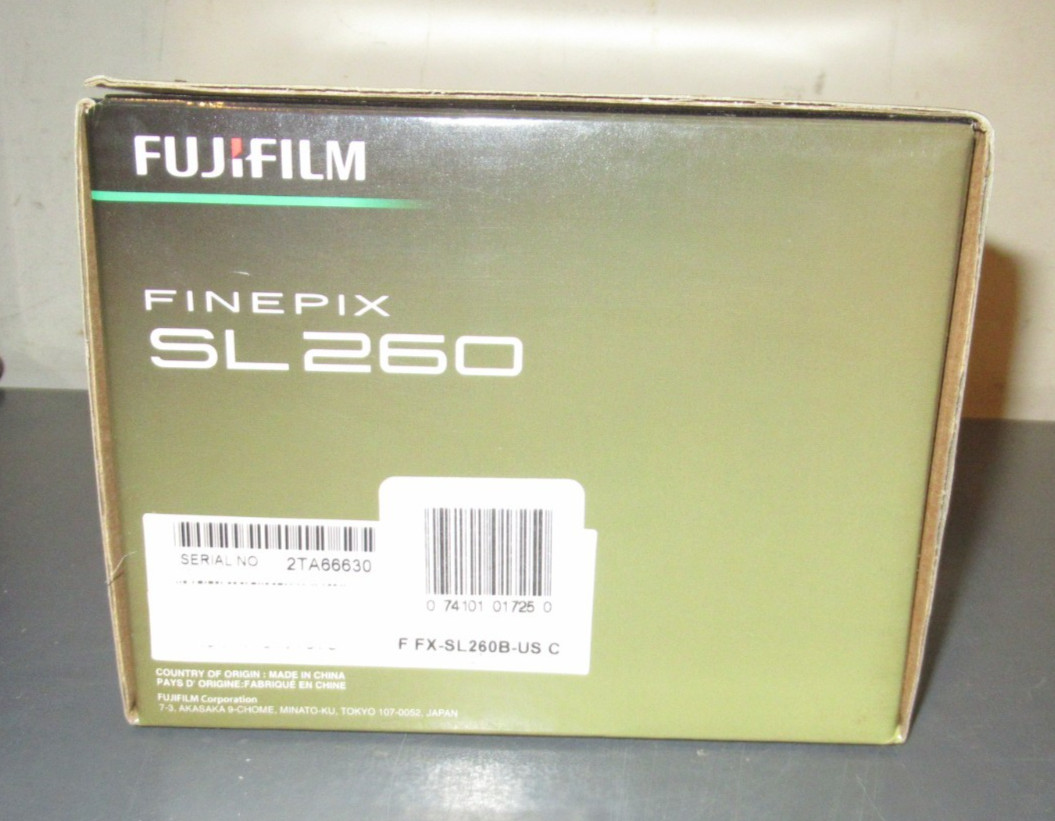 FUJIFILM
FINEPIX
SL260
SERIAL NO 2TA66630
0 74101 01725 0
F FX-SL260B-US C
COUNTRY OF ORIGIN : MADE IN CHINA
PAYS D' ORIGINE:FABRIQUÉ EN CHINE
FUJIFILM Corporation
7-3, AKASAKA 9-CHOME, MINATO-KU, TOKYO 107-0052, JAPAN